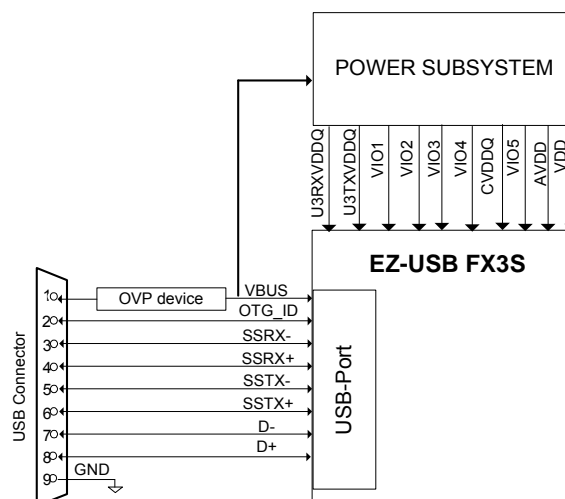 POWER SUBSYSTEM
U3RXVDDQ
U3TXVDDQ
VIO1
VIO2
VIO3
VIO4
CVDDQ
VIO5
AVDD
VDD
EZ-USB FX3S
USB Connector
1
OVP device
VBUS
2
OTG_ID
3
SSRX-
4
SSRX+
5
SSTX-
6
SSTX+
7
D-
8
D+
9
GND
USB-Port